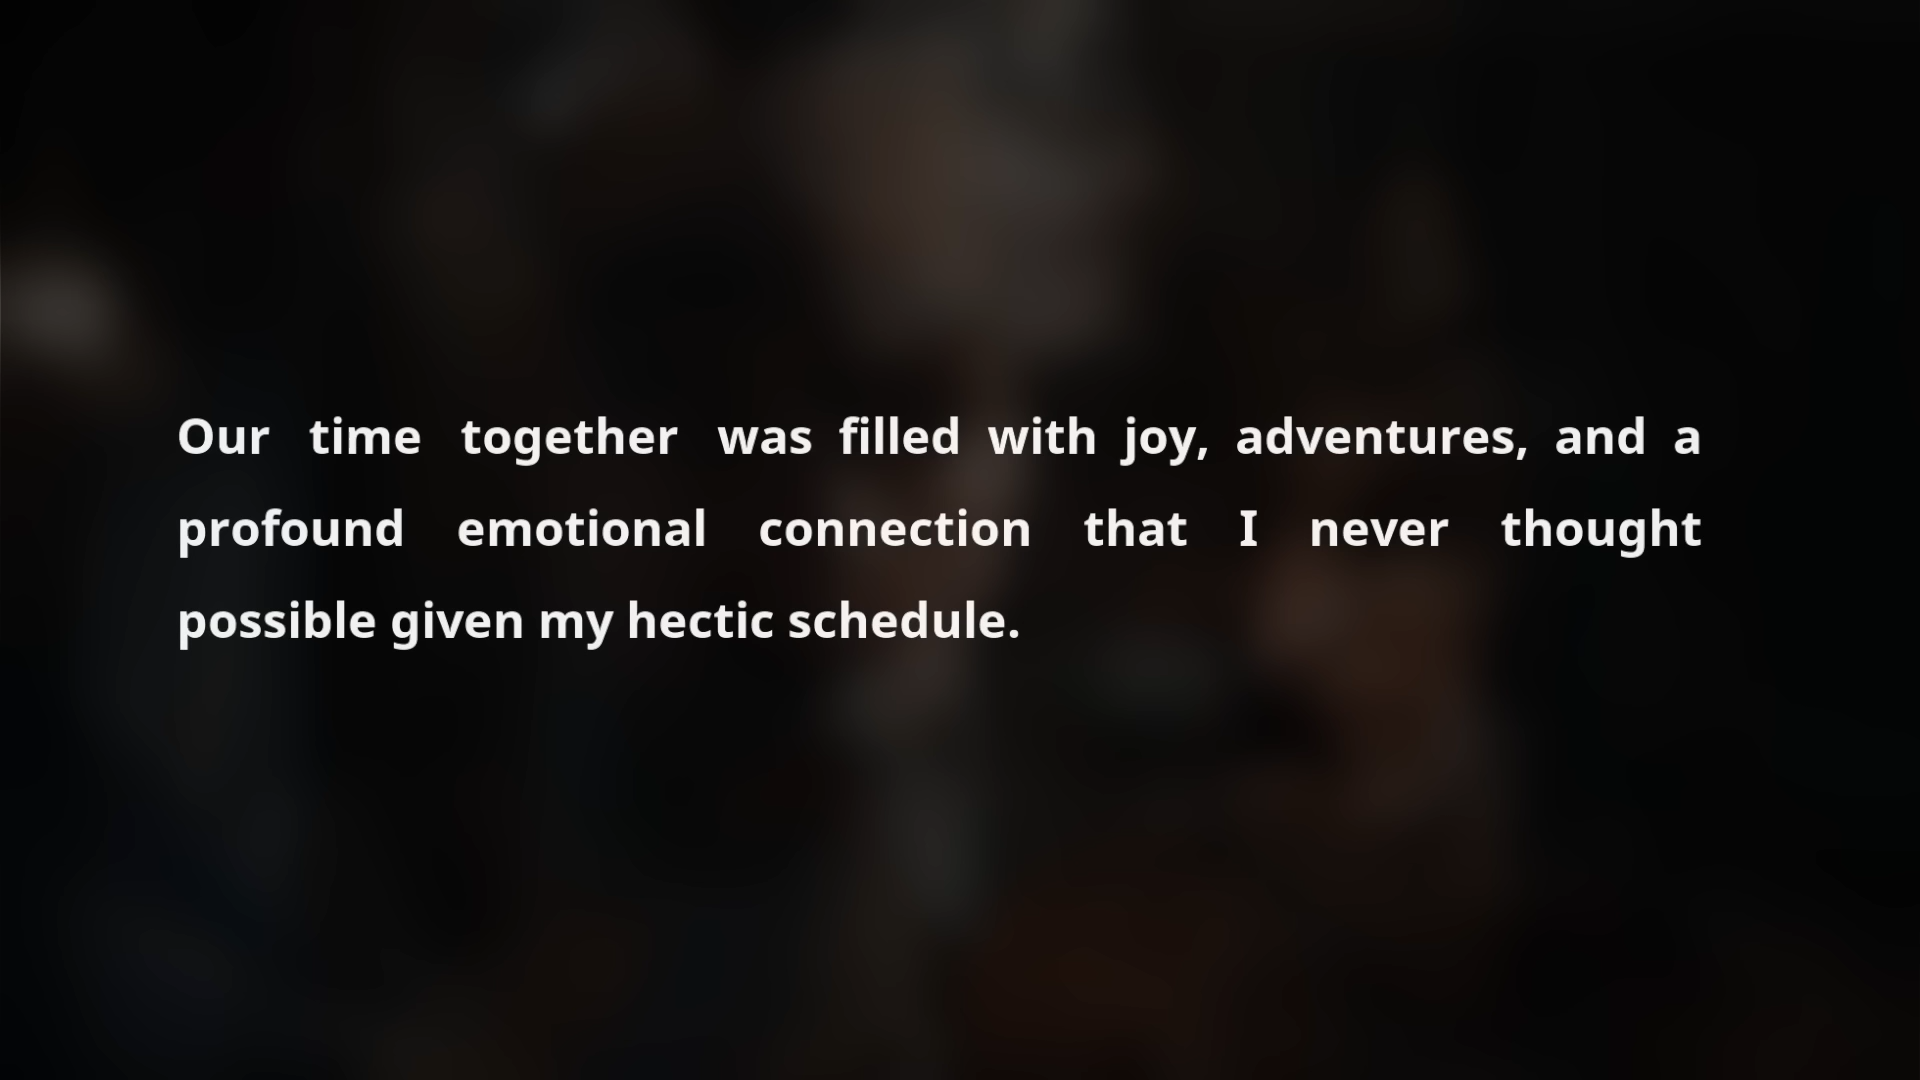 Our time together was filled with joy, adventures, and a
profound emotional connection that I never thought
possible given my hectic schedule.